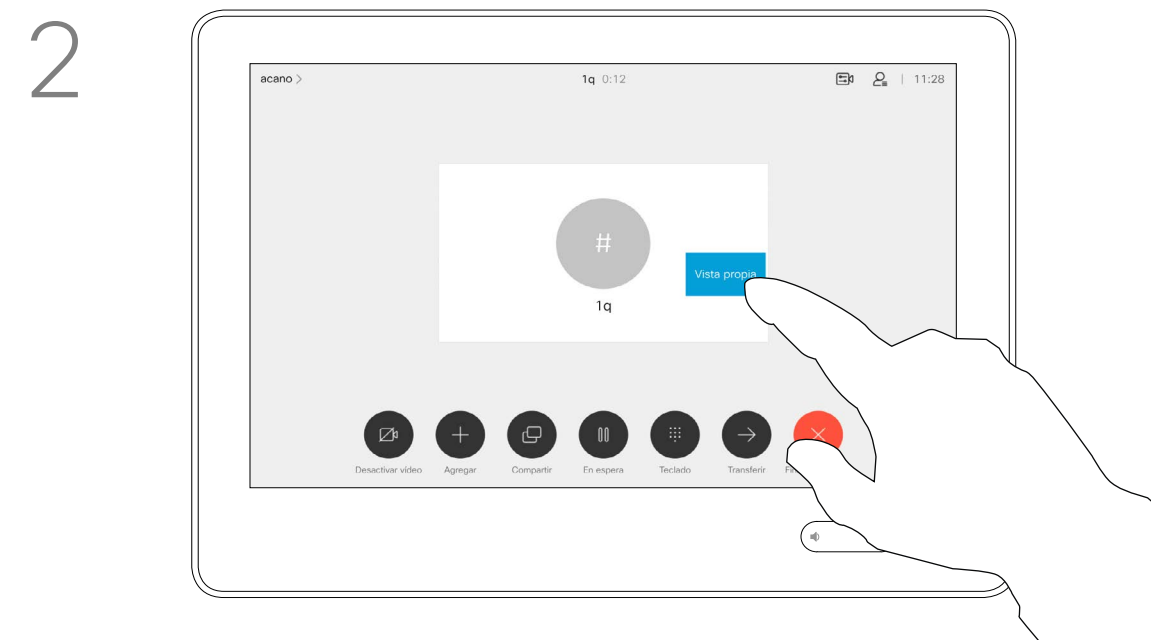 2
acano >
1q 0:12
11:28
#
Vista propia
1q
Desactivar vídeo
Agregar
Compartir
En espera
Teclado
Transferir